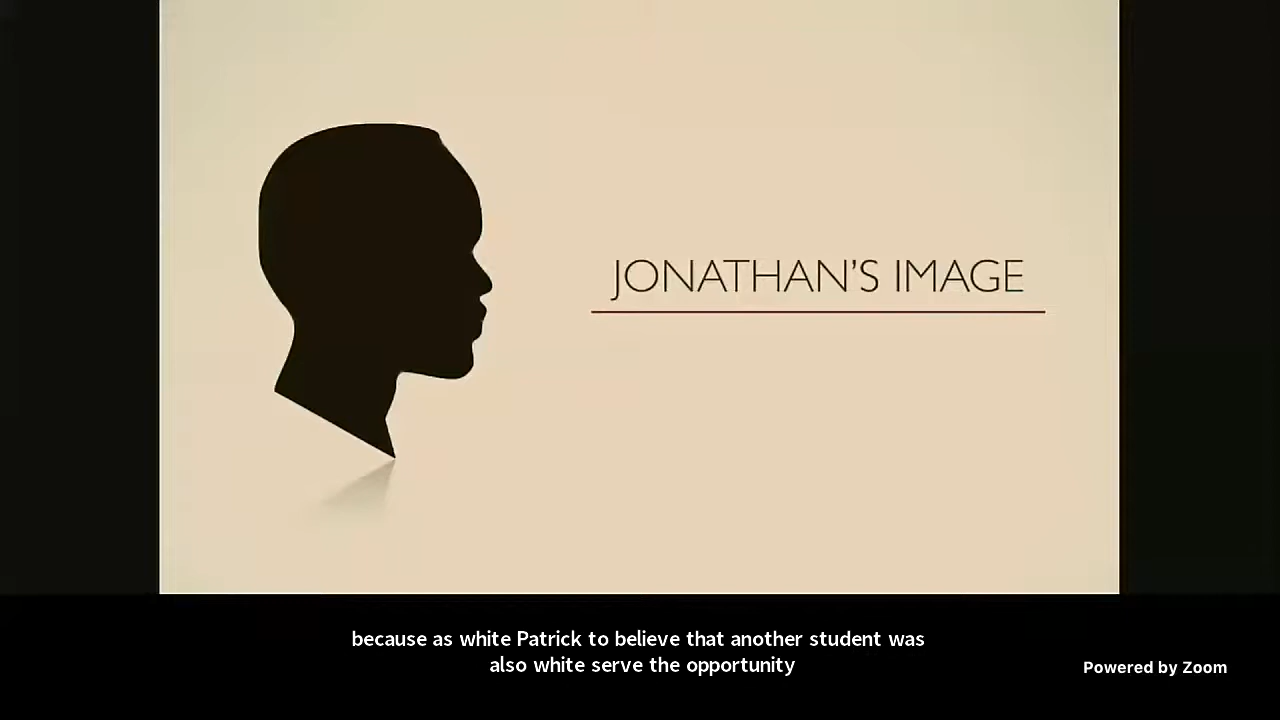 JONATHAN'S IMAGE
because as white Patrick to believe that another student was
also white serve the opportunity
Powered by Zoom